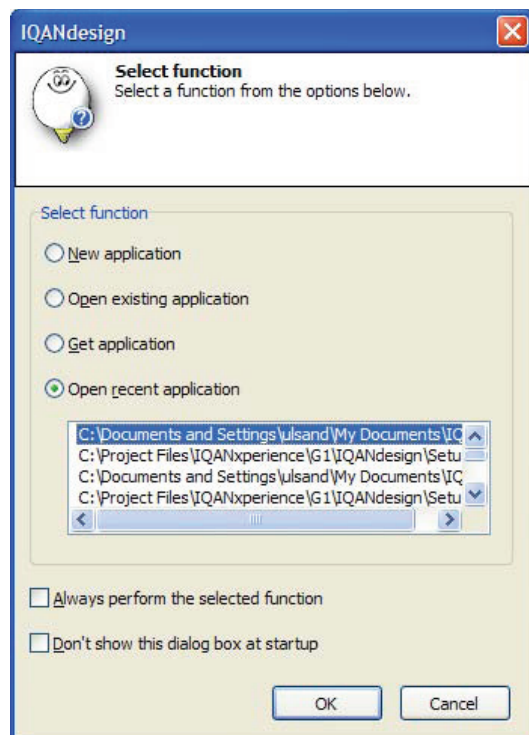 IQANdesign
Select function
Select a function from the options below.
Select function
New application
Open existing application
Get application
Open recent application
C:\Documents and Settings\ulsand\My Documents\IQ
C:\Project Files\IQANxperience\G1\IQANdesign\Setu
C:\Documents and Settings\ulsand\My Documents\IQ
C:\Project Files\IQANxperience\G1\IQANdesign\Setu
Always perform the selected function
Don't show this dialog box at startup
OK
Cancel